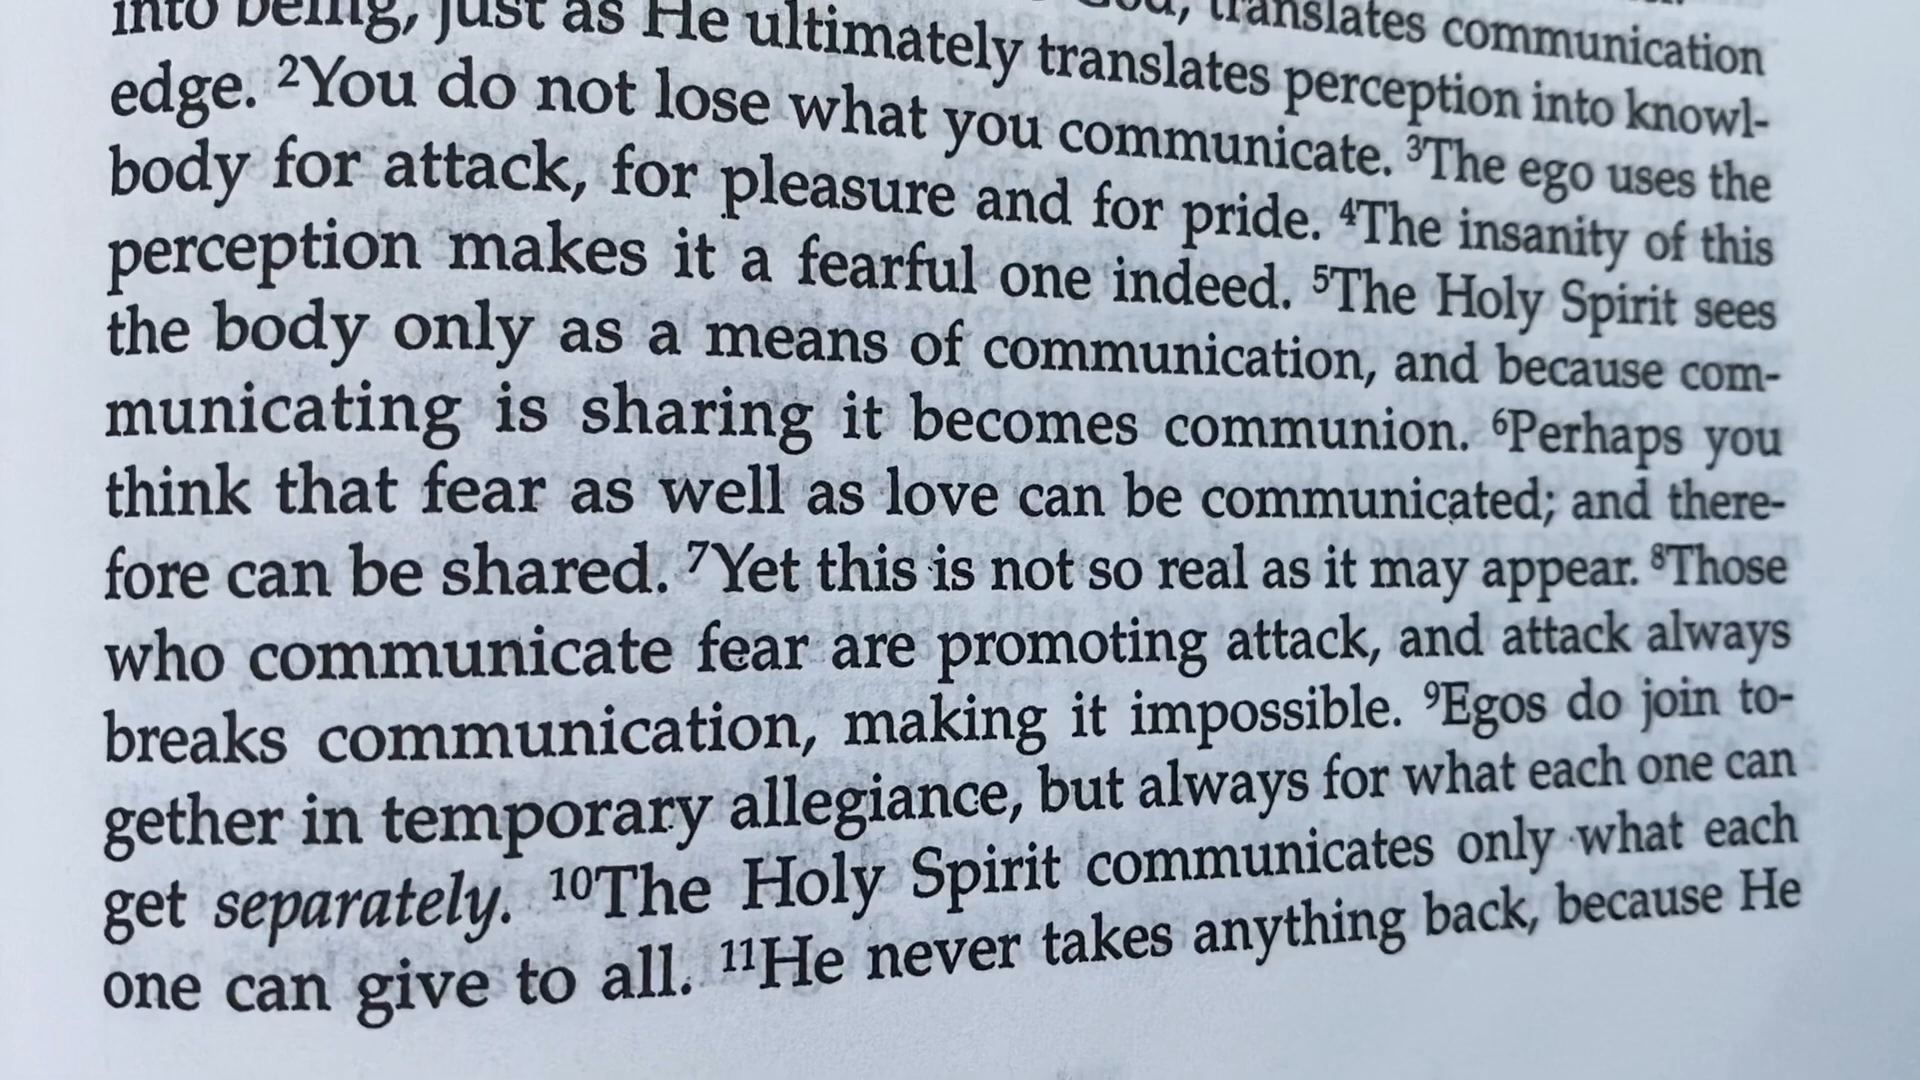 translates communication
into being, just as He ultimately translates perception into knowl-
edge. ²You do not lose what you communicate. ³The ego uses the
body for attack, for pleasure and for pride. ⁴The insanity of this
perception makes it a fearful one indeed. ⁵The Holy Spirit sees
the body only as a means of communication, and because com-
municating is sharing it becomes communion. ⁶Perhaps you
think that fear as well as love can be communicated; and there-
fore can be shared. ⁷Yet this is not so real as it may appear. ⁸Those
who communicate fear are promoting attack, and attack always
breaks communication, making it impossible. ⁹Egos do join to-
gether in temporary allegiance, but always for what each one can
get separately. ¹⁰The Holy Spirit communicates only what each
one can give to all. ¹¹He never takes anything back, because He